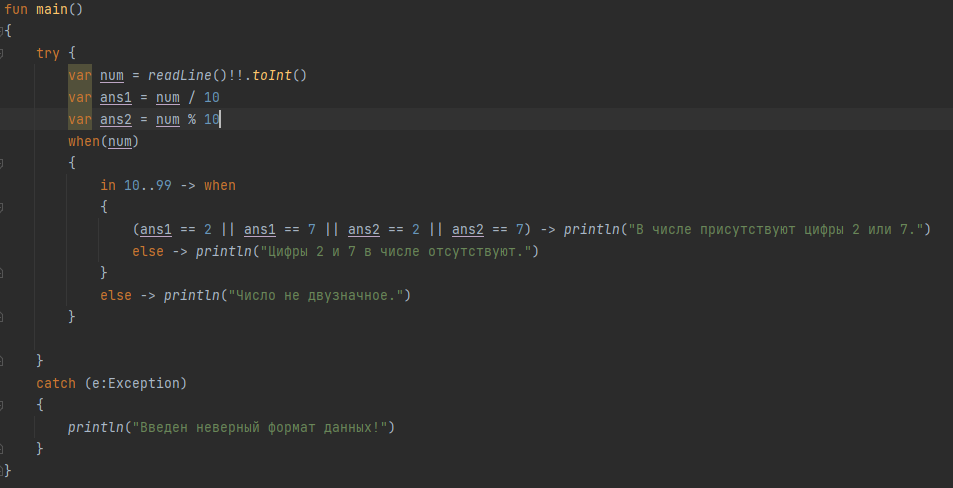 fun main()
{
    try {
        var num = readLine()!!.toInt()
        var ans1 = num / 10
        var ans2 = num % 10
        when(num)
        {
            in 10..99 -> when
            {
                (ans1 == 2 || ans1 == 7 || ans2 == 2 || ans2 == 7) -> println("В числе присутствуют цифры 2 или 7.")
                else -> println("Цифры 2 и 7 в числе отсутствуют.")
            }
            else -> println("Число не двузначное.")
        }

    }
    catch (e:Exception)
    {
        println("Введен неверный формат данных!")
    }
}